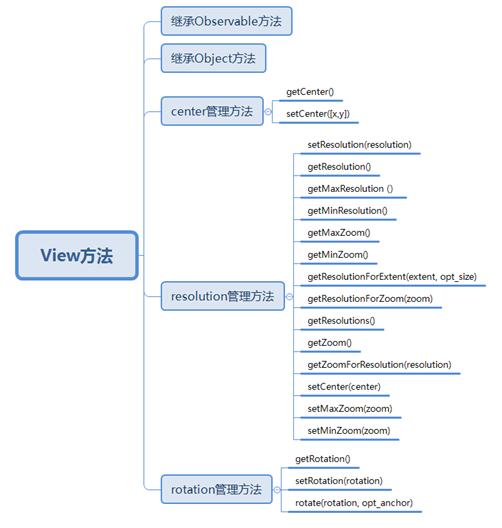 View方法
继承Observable方法
继承Object方法
center管理方法
getCenter()
setCenter([x,y])
resolution管理方法
setResolution(resolution)
getResolution()
getMaxResolution ()
getMinResolution()
getMaxZoom()
getMinZoom()
getResolutionForExtent(extent, opt_size)
getResolutionForZoom(zoom)
getResolutions()
getZoom()
getZoomForResolution(resolution)
setCenter(center)
setMaxZoom(zoom)
setMinZoom(zoom)
rotation管理方法
getRotation()
setRotation(rotation)
rotate(rotation, opt_anchor)